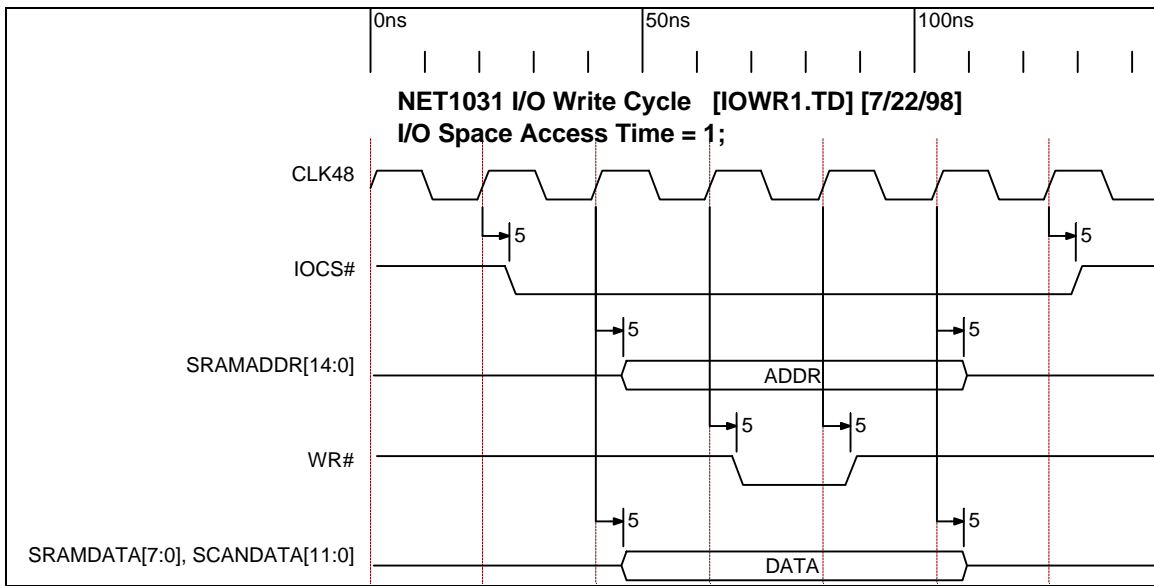 0ns 50ns 100ns
NET1031 I/O Write Cycle [IOWR1.TD] [7/22/98]
I/O Space Access Time = 1;
CLK48
5 5
IOCS#
5 5
SRAMADDR[14:0]
ADDR
5 5
WR#
5 5
SRAMDATA[7:0], SCANDATA[11:0]
DATA